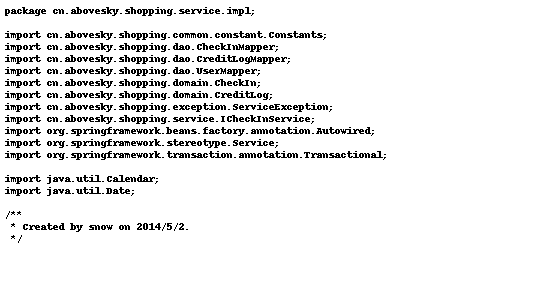 package cn.abovesky.shopping.service.impl;

import cn.abovesky.shopping.common.constant.Constants;
import cn.abovesky.shopping.dao.CheckInMapper;
import cn.abovesky.shopping.dao.CreditLogMapper;
import cn.abovesky.shopping.dao.UserMapper;
import cn.abovesky.shopping.domain.CheckIn;
import cn.abovesky.shopping.domain.CreditLog;
import cn.abovesky.shopping.exception.ServiceException;
import cn.abovesky.shopping.service.ICheckInService;
import org.springframework.beans.factory.annotation.Autowired;
import org.springframework.stereotype.Service;
import org.springframework.transaction.annotation.Transactional;

import java.util.Calendar;
import java.util.Date;

/**
 * Created by snow on 2014/5/2.
 */